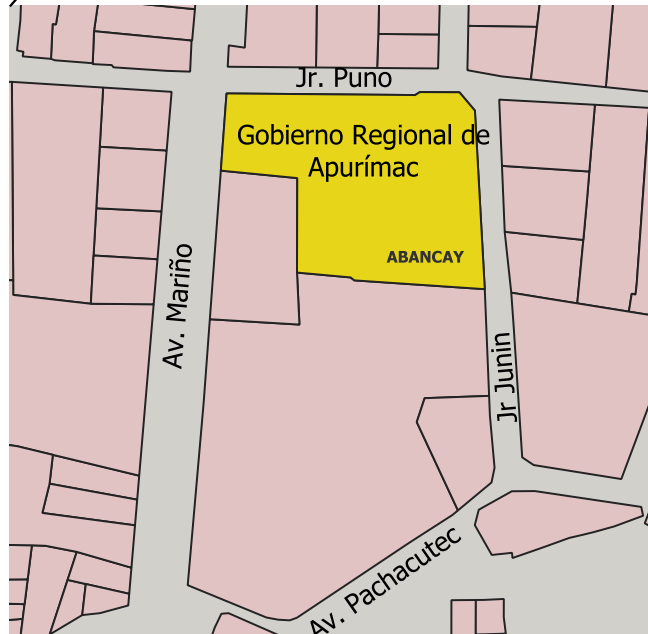 Jr. Puno
Gobierno Regional de
Apurímac
ABANCAY
Av. Mariño
Jr Junin
Av. Pachacutec